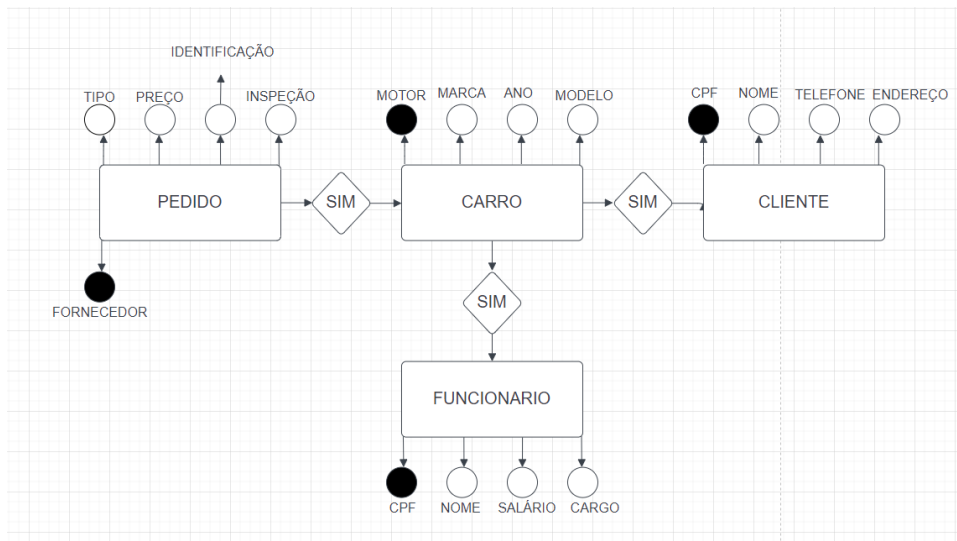 IDENTIFICAÇÃO
TIPO
PREÇO
INSPEÇÃO
MOTOR
MARCA
ANO
MODELO
CPF
NOME
TELEFONE
ENDEREÇO
PEDIDO
SIM
CARRO
SIM
CLIENTE
SIM
FORNECEDOR
FUNCIONARIO
CPF
NOME
SALÁRIO
CARGO